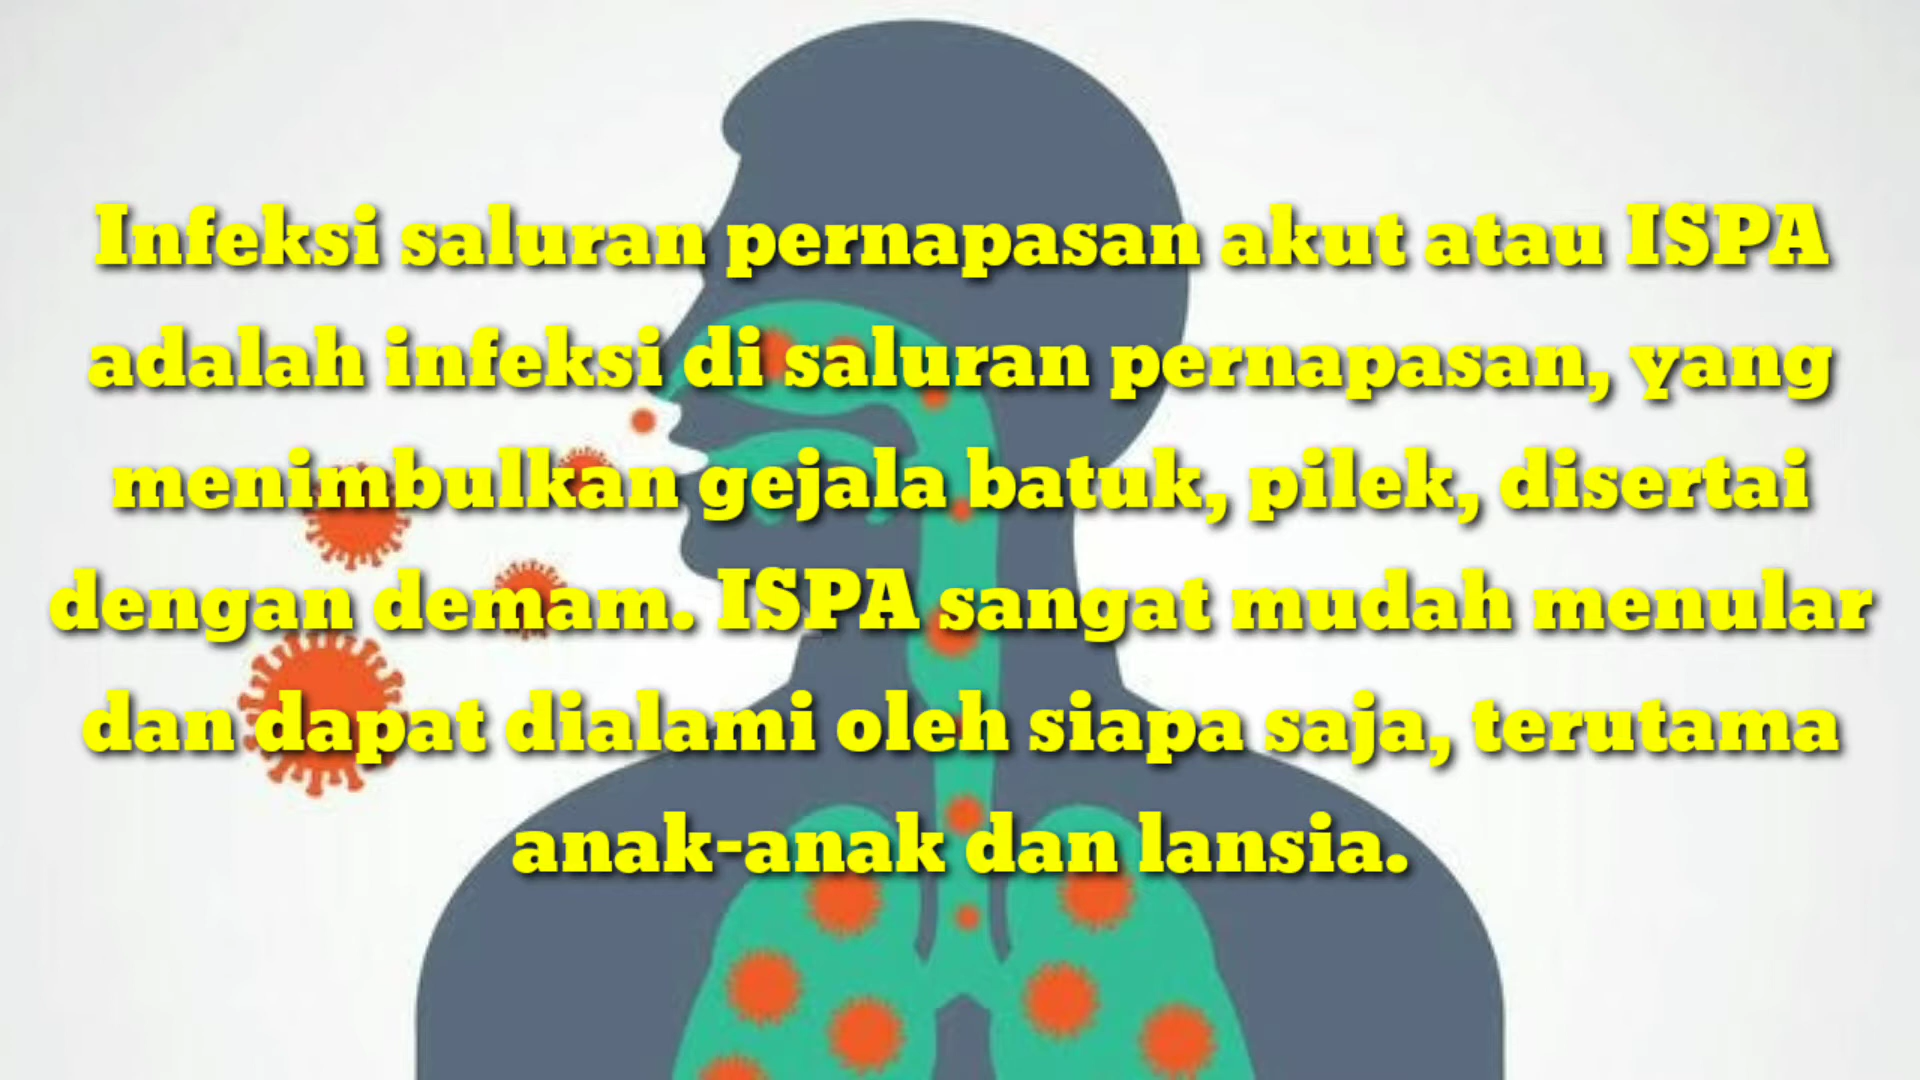 Infeksi saluran pernapasan akut atau ISPA
adalah infeksi di saluran pernapasan, yang
menimbulkan gejala batuk, pilek, disertai
dengan demam. ISPA sangat mudah menular
dan dapat dialami oleh siapa saja, terutama
anak-anak dan lansia.